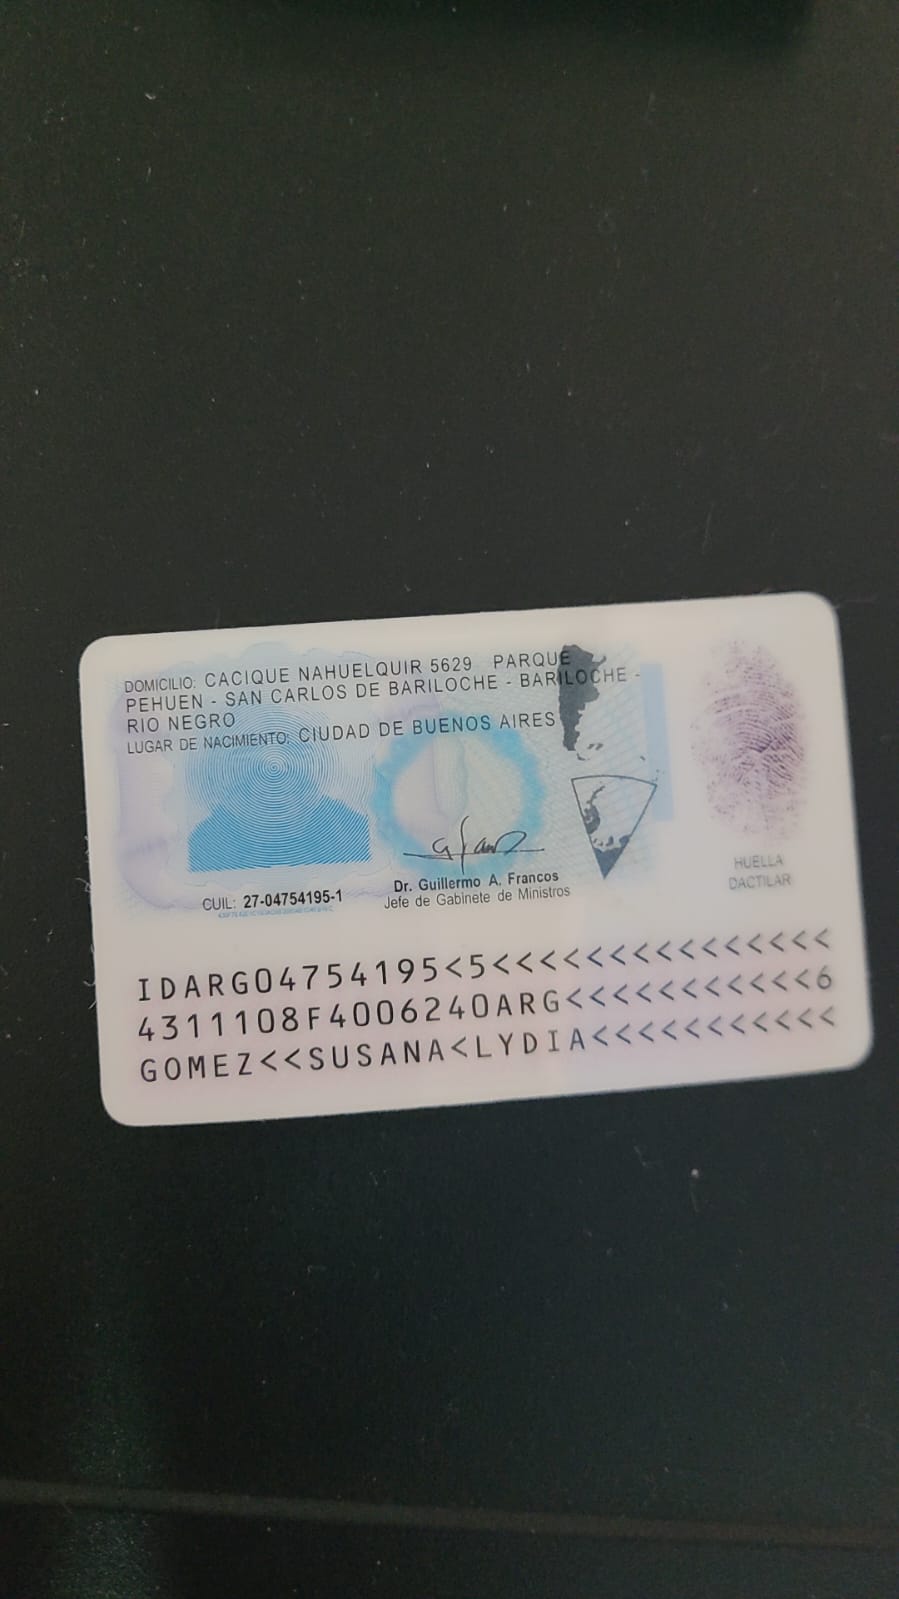 DOMICILIO: CACIQUE NAHUELQUIR 5629 PARQUE
PEHUEN - SAN CARLOS DE BARILOCHE - BARILOCHE -
RIO NEGRO
LUGAR DE NACIMIENTO: CIUDAD DE BUENOS AIRES
CUIL: 27-04754195-1
Dr. Guillermo A. Francos
Jefe de Gabinete de Ministros
HUELLA
DACTILAR
IDARG04754195<5<<<<<<<<<<<<<<<
4311108F4006240ARG<<<<<<<<<<<6
GOMEZ<<SUSANA<LYDIA<<<<<<<<<<<